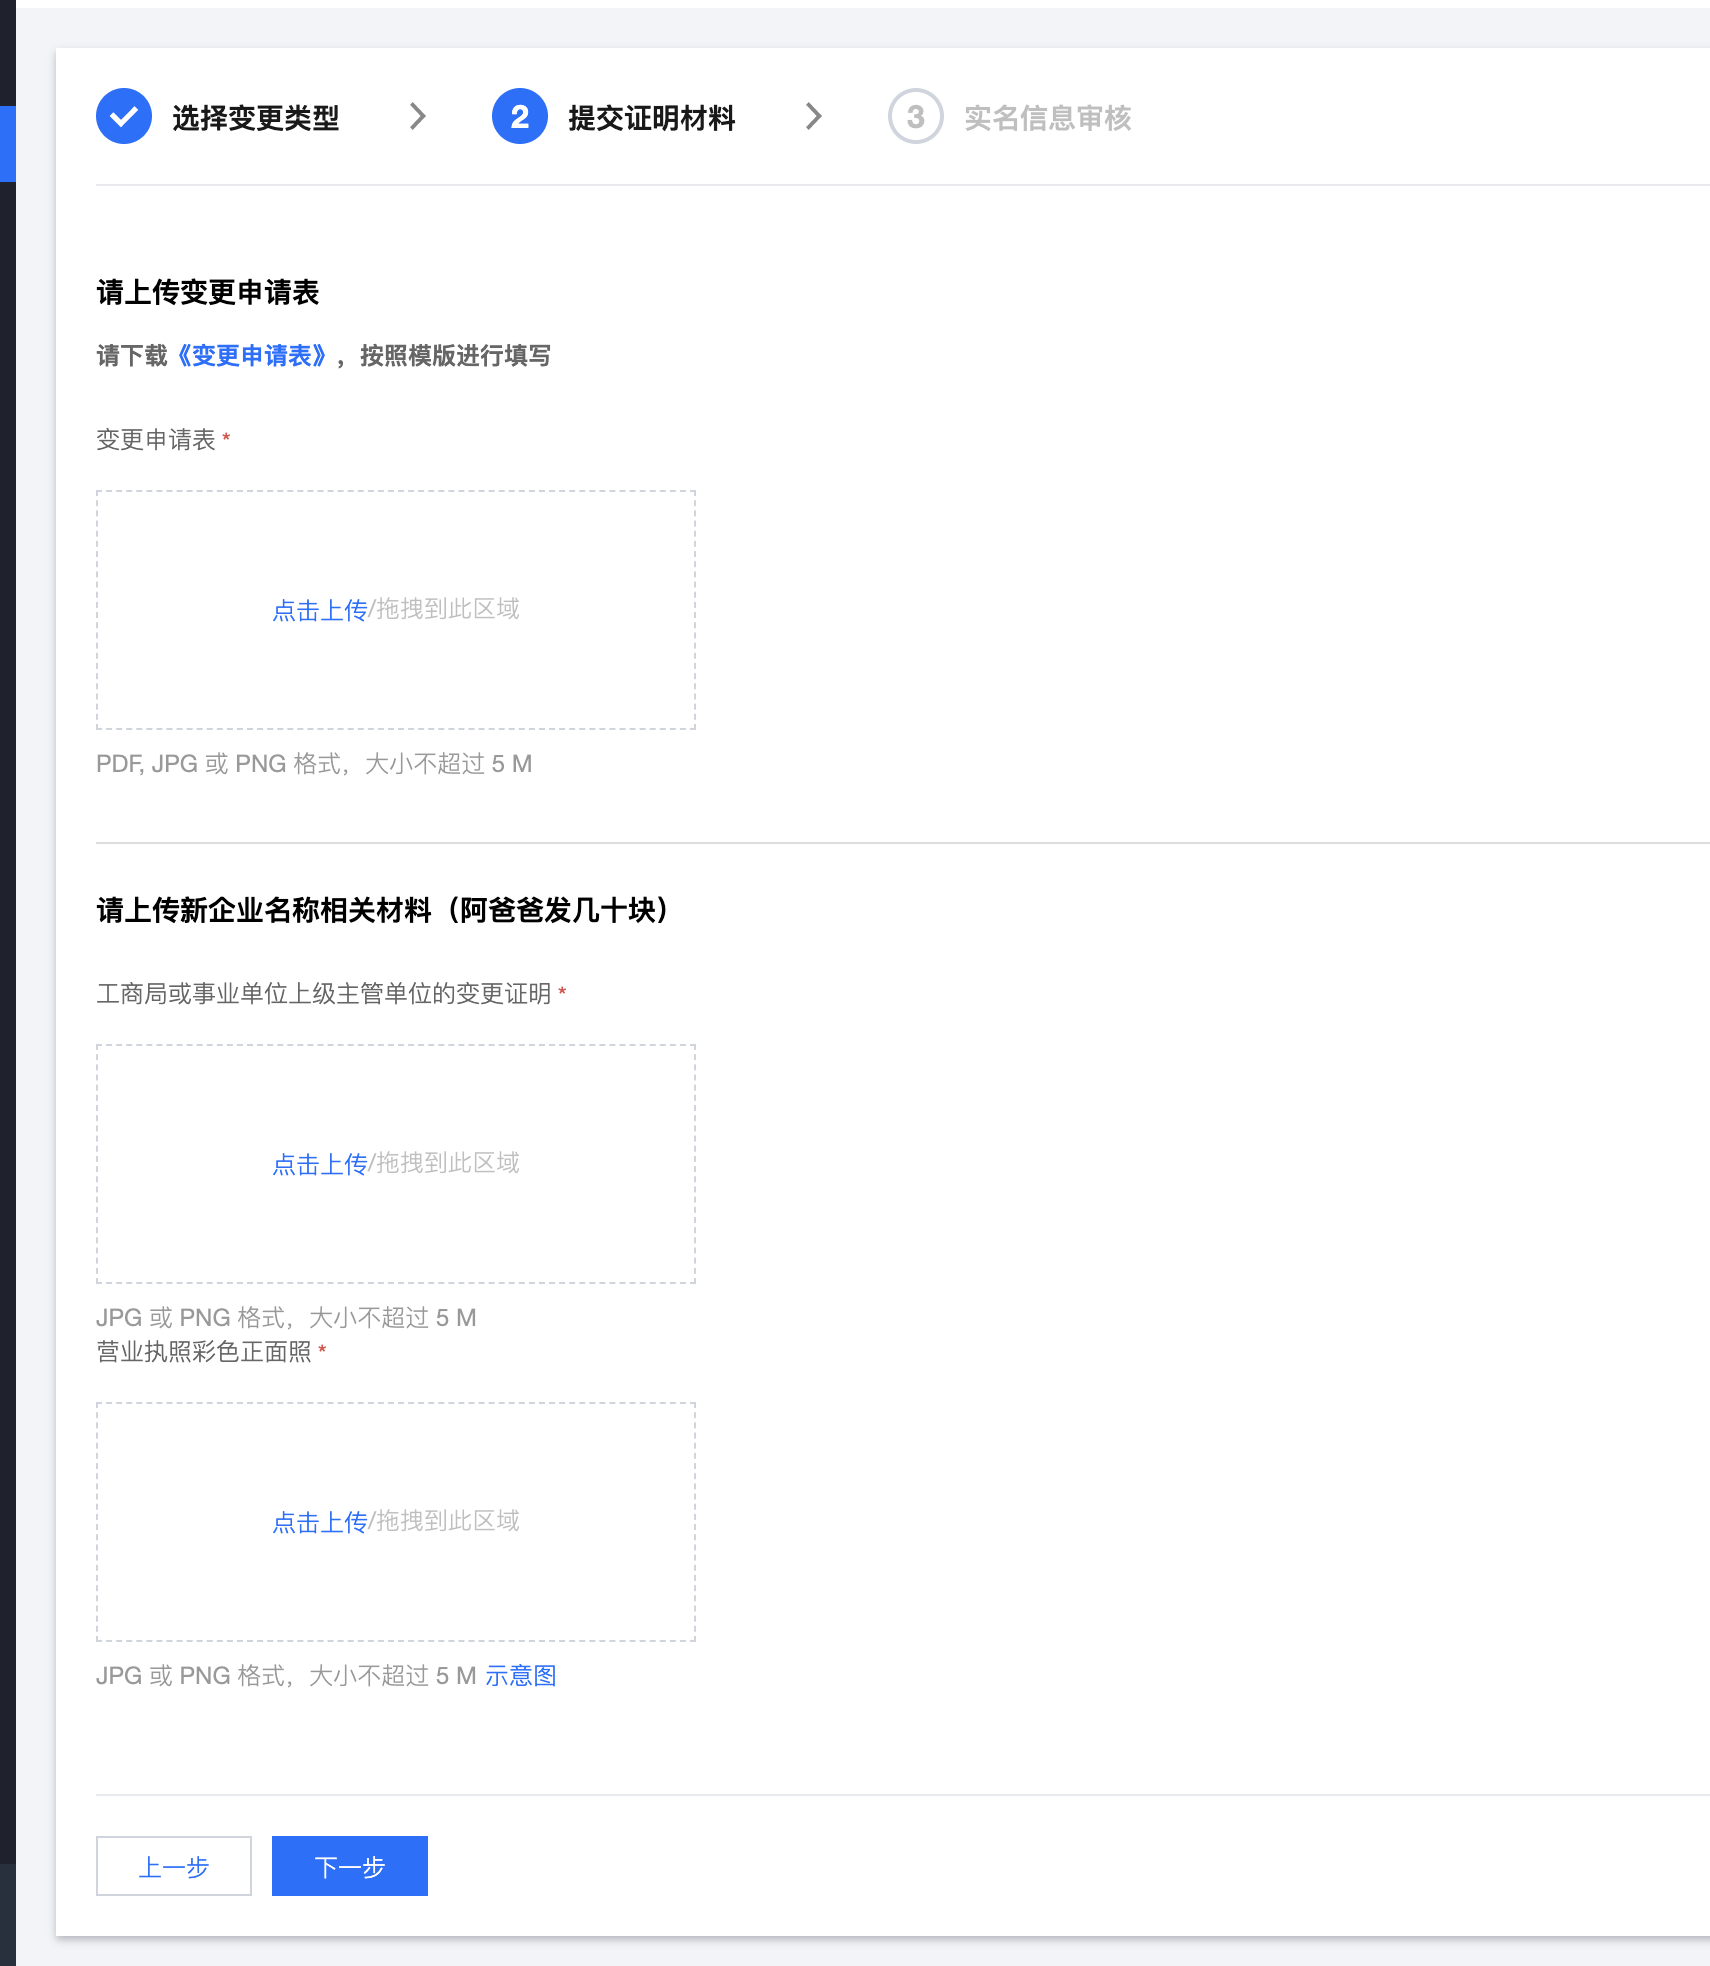 选择变更类型
2 提交证明材料
3 实名信息审核
请上传变更申请表
请下载《变更申请表》，按照模版进行填写
变更申请表 *
点击上传/拖拽到此区域
PDF, JPG 或 PNG 格式，大小不超过 5 M
请上传新企业名称相关材料（阿爸爸发几十块）
工商局或事业单位上级主管单位的变更证明 *
点击上传/拖拽到此区域
JPG 或 PNG 格式，大小不超过 5 M
营业执照彩色正面照 *
点击上传/拖拽到此区域
JPG 或 PNG 格式，大小不超过 5 M 示意图
上一步
下一步